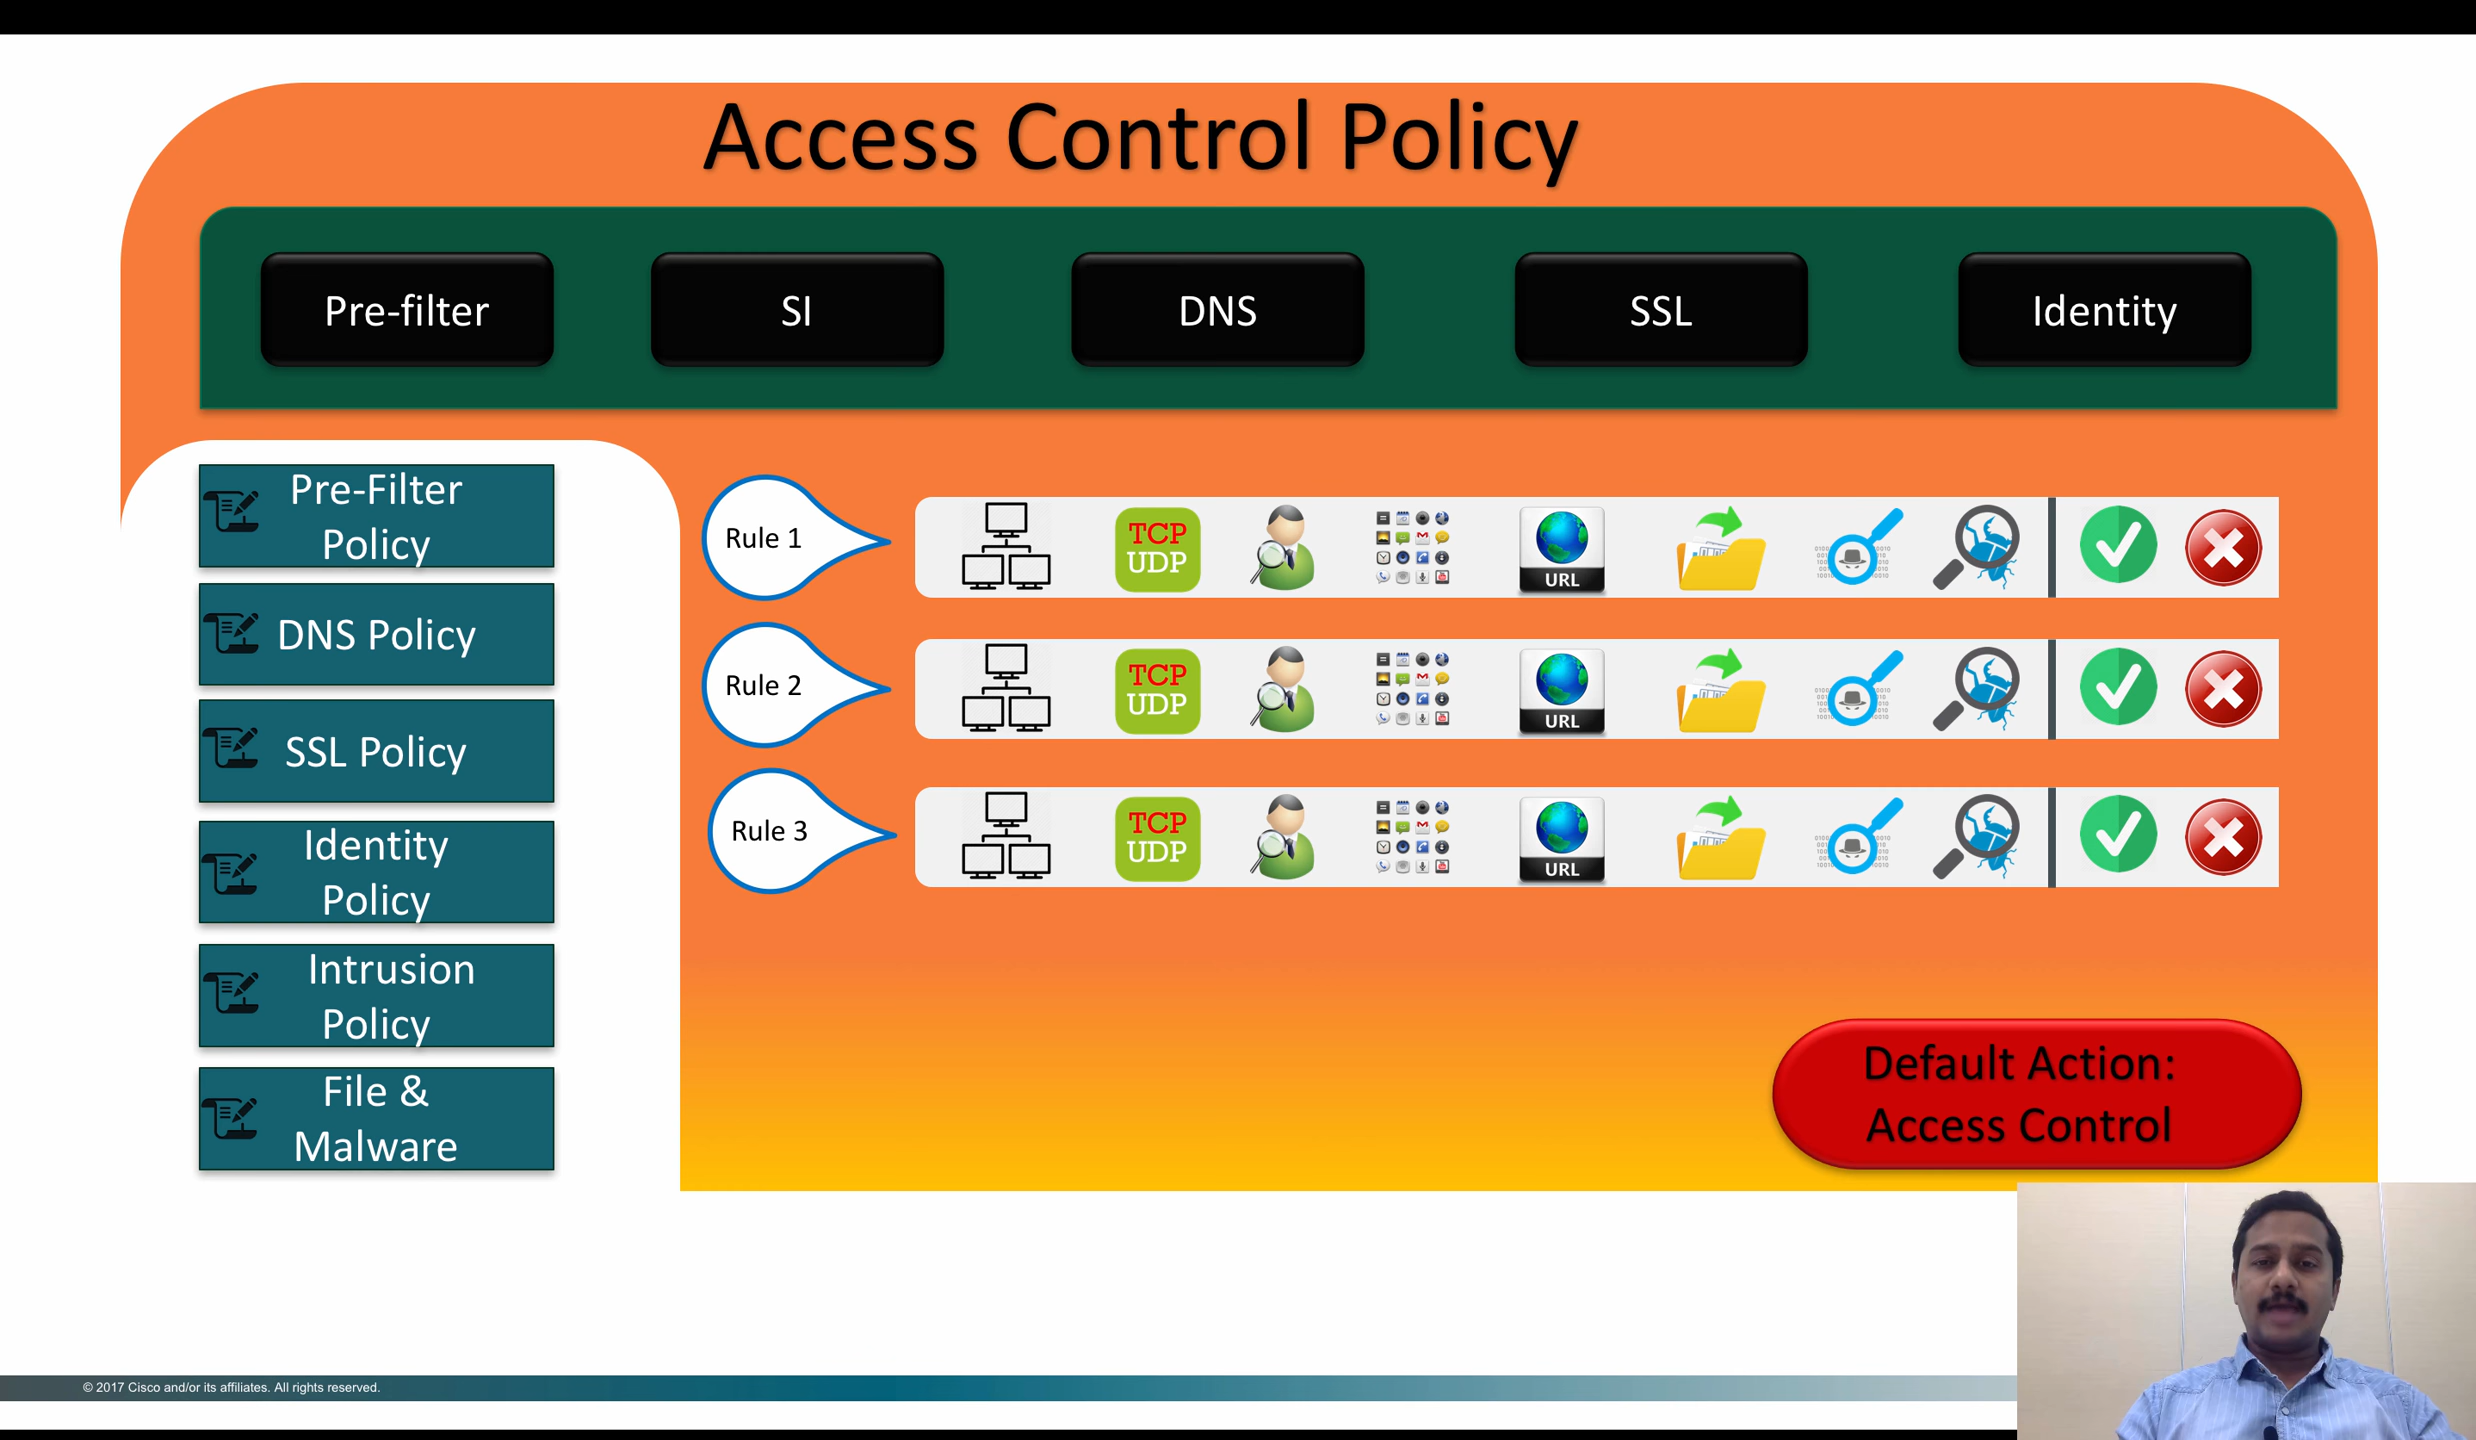 Access Control Policy
Pre-filter
SI
DNS
SSL
Identity
Pre-Filter
Policy
DNS Policy
SSL Policy
Identity
Policy
Intrusion
Policy
File &
Malware
Rule 1
TCP
UDP
URL
Rule 2
TCP
UDP
URL
Rule 3
TCP
UDP
URL
Default Action:
Access Control
© 2017 Cisco and/or its affiliates. All rights reserved.